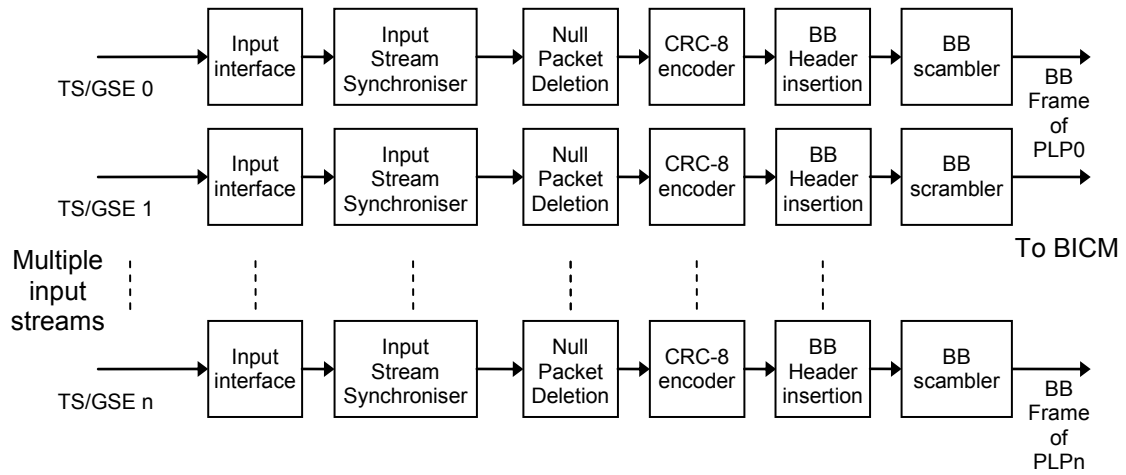 TS/GSE 0
Input
interface
Input
Stream
Synchroniser
Null
Packet
Deletion
CRC-8
encoder
BB
Header
insertion
BB
scambler
BB
Frame
of
PLP0
TS/GSE 1
Input
interface
Input
Stream
Synchroniser
Null
Packet
Deletion
CRC-8
encoder
BB
Header
insertion
BB
scrambler
Multiple
input
streams
To BICM
TS/GSE n
Input
interface
Input
Stream
Synchroniser
Null
Packet
Deletion
CRC-8
encoder
BB
Header
insertion
BB
scambler
BB
Frame
of
PLPn